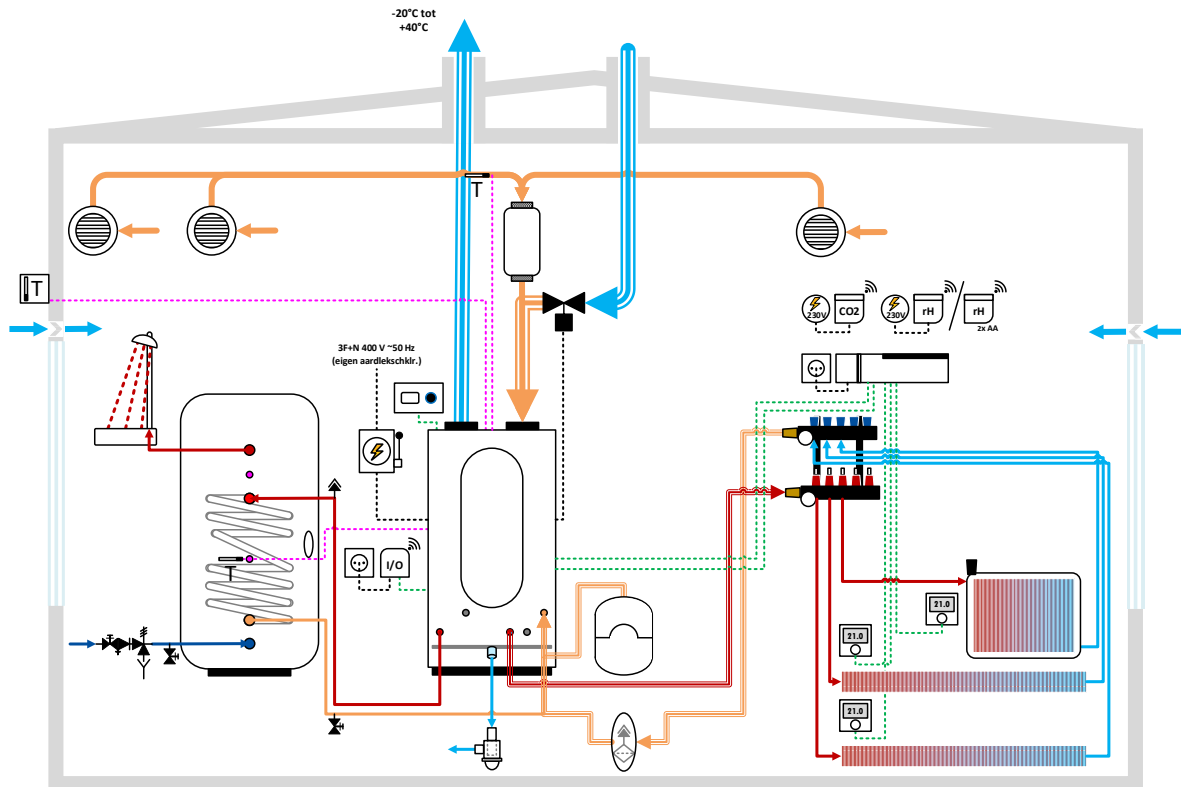 -20°C tot
+40°C
T
T
230V
CO2
230V
rH
rH
2x AA
3F+N 400 V ~50 Hz
(eigen aardlekschklr.)
I/O
T
21.0
21.0
21.0